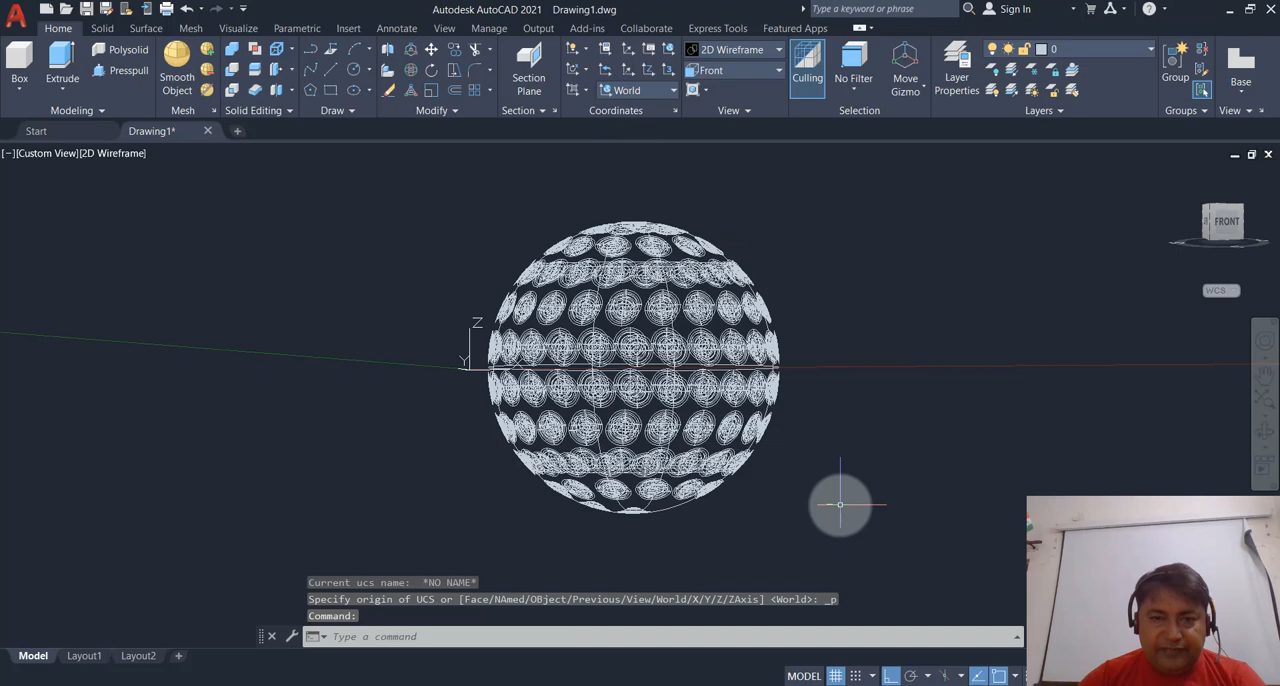 Autodesk AutoCAD 2021 Drawing1.dwg
Type a keyword or phrase
Sign In
Home Solid Surface Mesh Visualize Parametric Insert Annotate View Manage Output Add-ins Collaborate Express Tools Featured Apps
Box
Extrude
Polysolid
Presspull
Smooth
Object
Section
Plane
World
2D Wireframe
Front
Culling
No Filter
Move
Gizmo
Layer
Properties
0
Group
Base
Modeling Mesh Solid Editing Draw Modify Section Coordinates View Selection Layers Groups View
Start
Drawing1*
[−][Custom View][2D Wireframe]
FRONT
WCS
Z
Y
Current ucs name: *NO NAME*
Specify origin of UCS or [Face/NAmed/OBject/Previous/View/World/X/Y/Z/ZAxis] <World>: _p
Command:
Type a command
Model Layout1 Layout2
MODEL